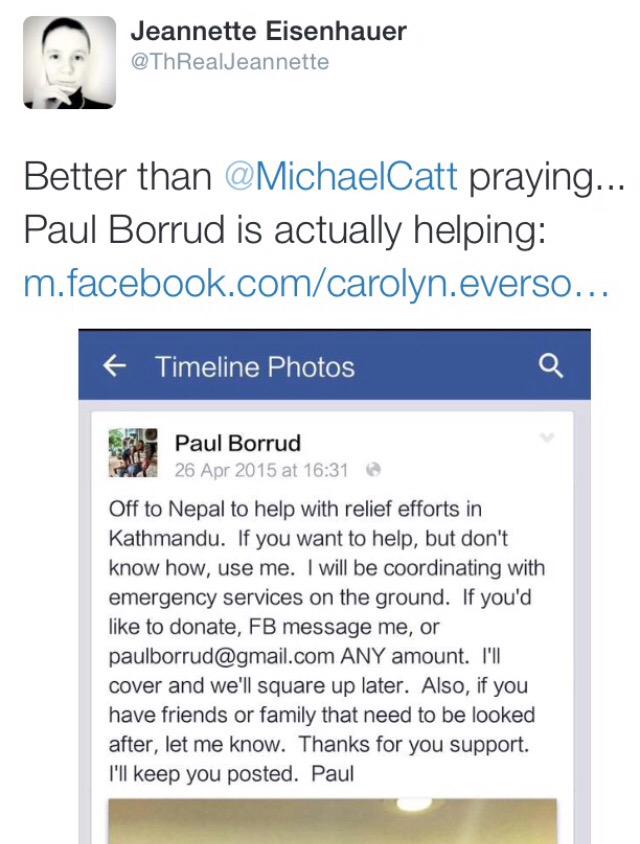 Jeannette Eisenhauer
@ThRealJeannette
Better than @MichaelCatt praying...
Paul Borrud is actually helping:
m.facebook.com/carolyn.everso...
Timeline Photos
Paul Borrud
26 Apr 2015 at 16:31
Off to Nepal to help with relief efforts in
Kathmandu. If you want to help, but don't
know how, use me. I will be coordinating with
emergency services on the ground. If you'd
like to donate, FB message me, or
paulborrud@gmail.com ANY amount. I'll
cover and we'll square up later. Also, if you
have friends or family that need to be looked
after, let me know. Thanks for you support.
I'll keep you posted. Paul